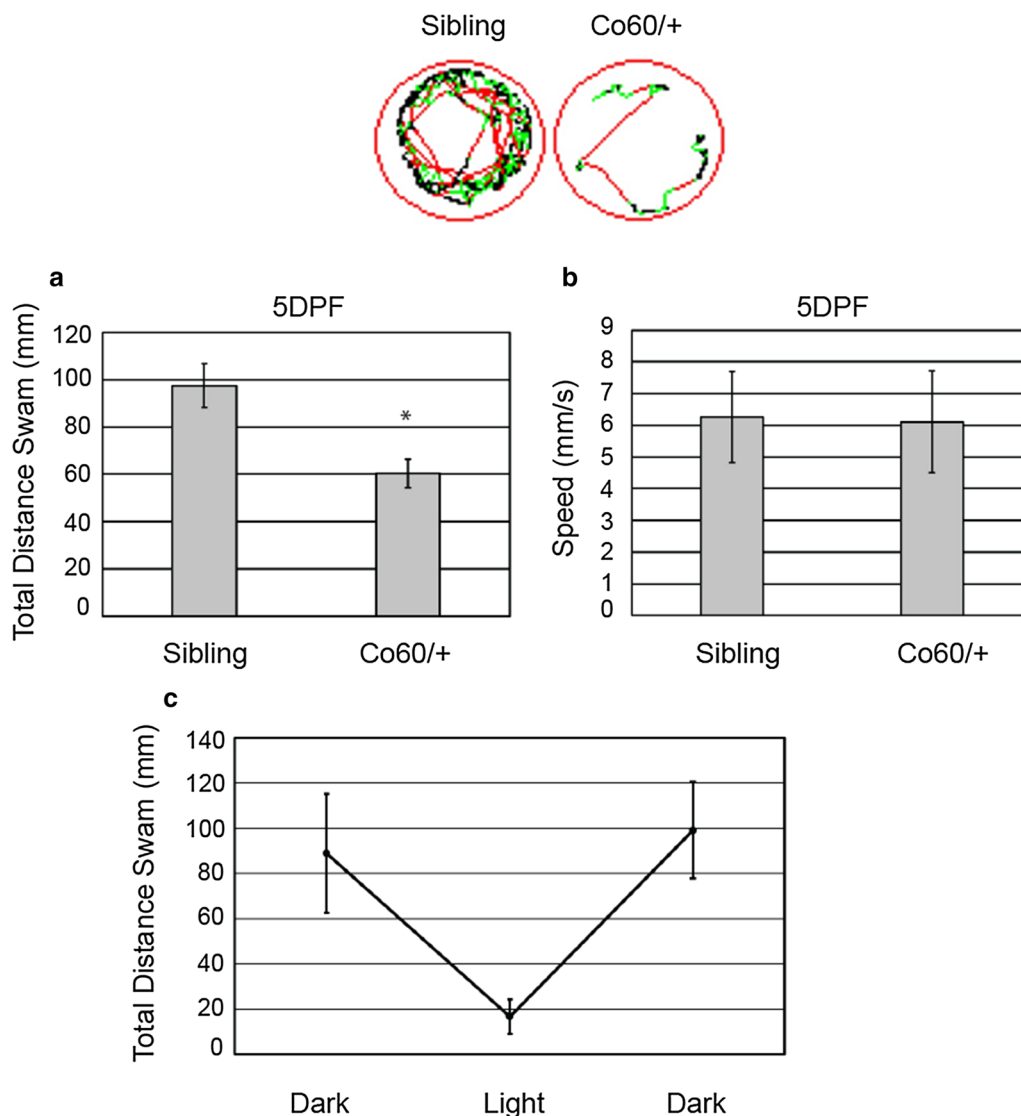 Sibling Co60/+
a
5DPF
Total Distance Swam (mm)
120
100
80
60
40
20
0
*
Sibling Co60/+
b
5DPF
Speed (mm/s)
9
8
7
6
5
4
3
2
1
0
Sibling Co60/+
c
Total Distance Swam (mm)
140
120
100
80
60
40
20
0
Dark Light Dark